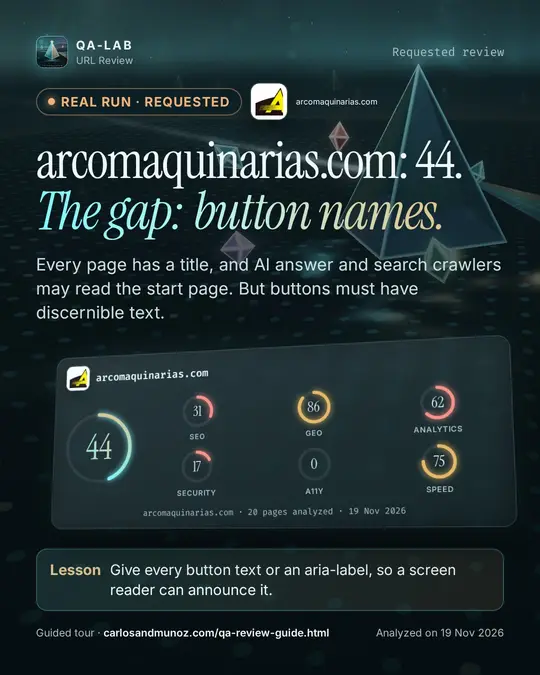 QA-LAB
URL Review
Requested review
REAL RUN · REQUESTED
arcomaquinarias.com
arcomaquinarias.com: 44.
The gap: button names.
Every page has a title, and AI answer and search crawlers
may read the start page. But buttons must have
discernible text.
arcomaquinarias.com
44
31
SEO
86
GEO
62
ANALYTICS
17
SECURITY
0
A11Y
75
SPEED
arcomaquinarias.com · 20 pages analyzed · 19 Nov 2026
Lesson Give every button text or an aria-label, so a screen
reader can announce it.
Guided tour · carlosandmunoz.com/qa-review-guide.html
Analyzed on 19 Nov 2026